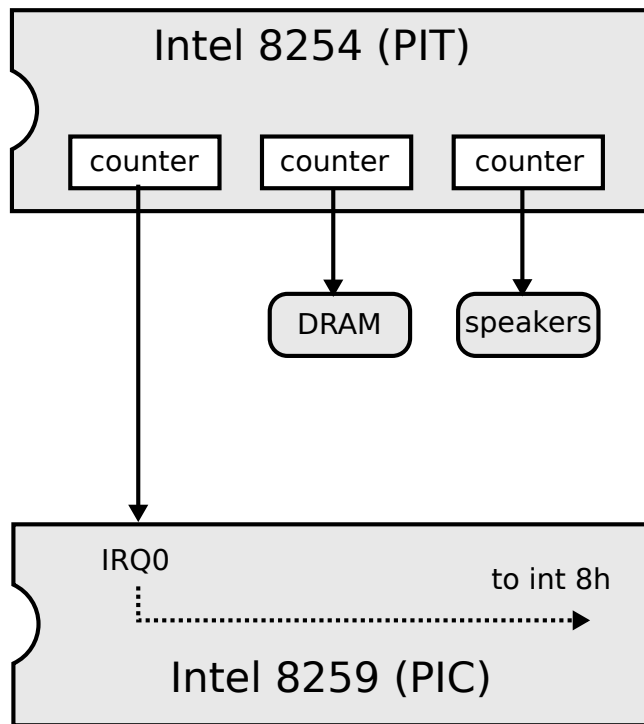 Intel 8254 (PIT)
counter
counter
counter
DRAM
speakers
IRQ0
to int 8h
Intel 8259 (PIC)